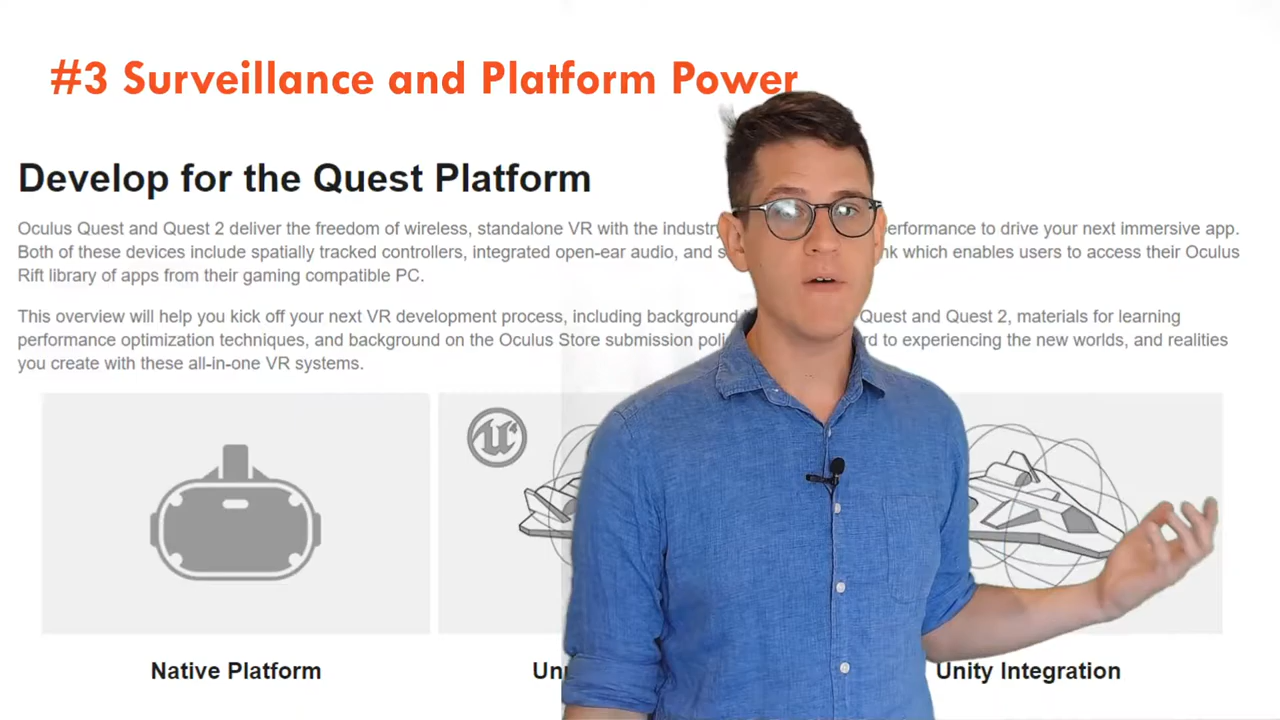 #3 Surveillance and Platform Power
Develop for the Quest Platform
Oculus Quest and Quest 2 deliver the freedom of wireless, standalone VR with the industry performance to drive your next immersive app.
Both of these devices include spatially tracked controllers, integrated open-ear audio, and which enables users to access their Oculus
Rift library of apps from their gaming compatible PC.
This overview will help you kick off your next VR development process, including background Quest and Quest 2, materials for learning
performance optimization techniques, and background on the Oculus Store submission to experiencing the new worlds, and realities
you create with these all-in-one VR systems.
Native Platform
Unity Integration